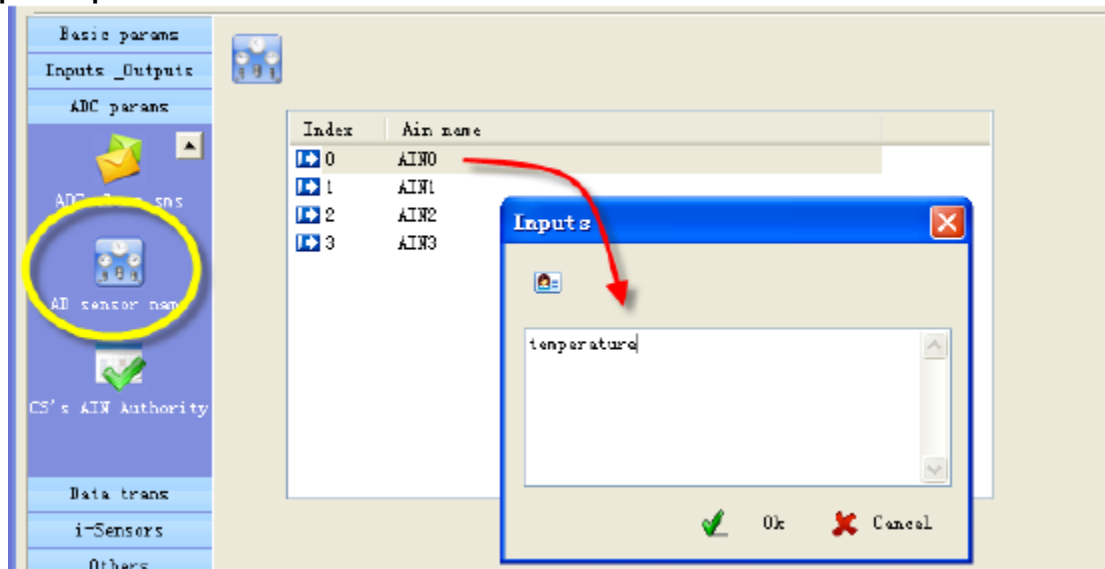 Basic params
Inputs _Outputs
ADC params
sms
AD sensor
CS's AIN Authority
Data trans
i-Sensors
Others
Index Ain name
0 AIN0
1 AIN1
2 AIN2
3 AIN3
Inputs
temperature
Ok Cancel